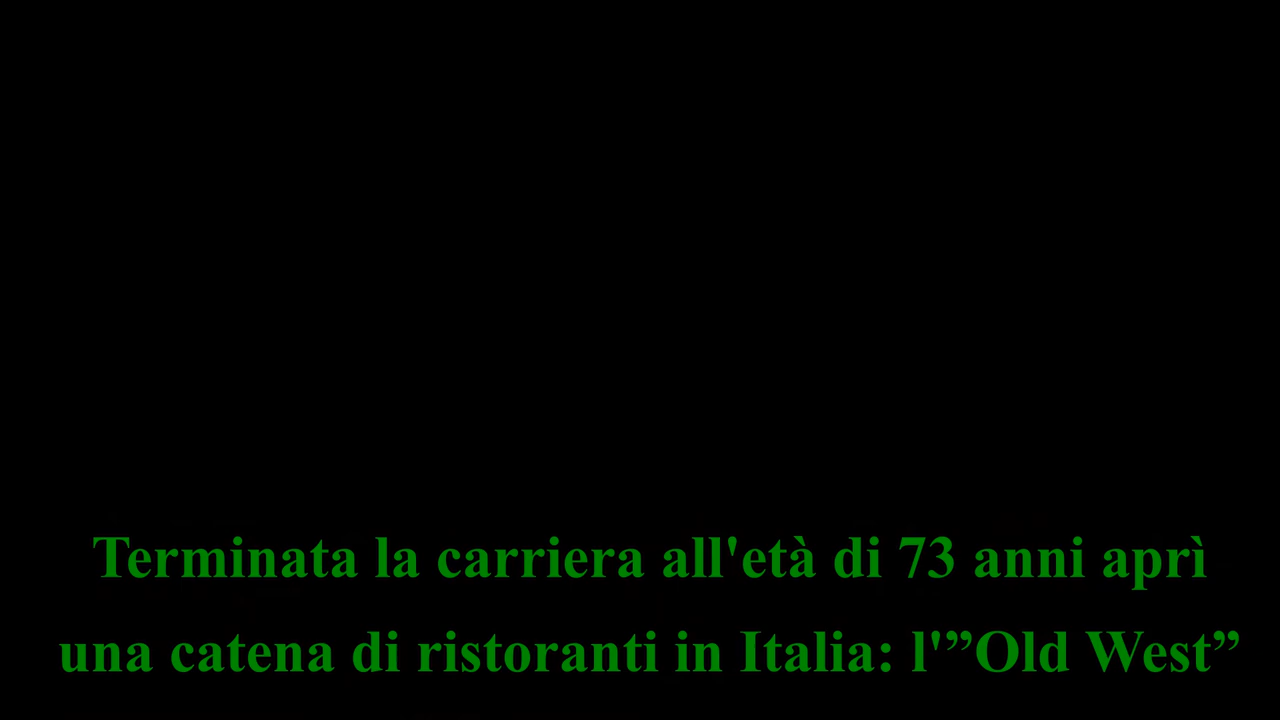 Terminata la carriera all'età di 73 anni aprì
una catena di ristoranti in Italia: l'”Old West”